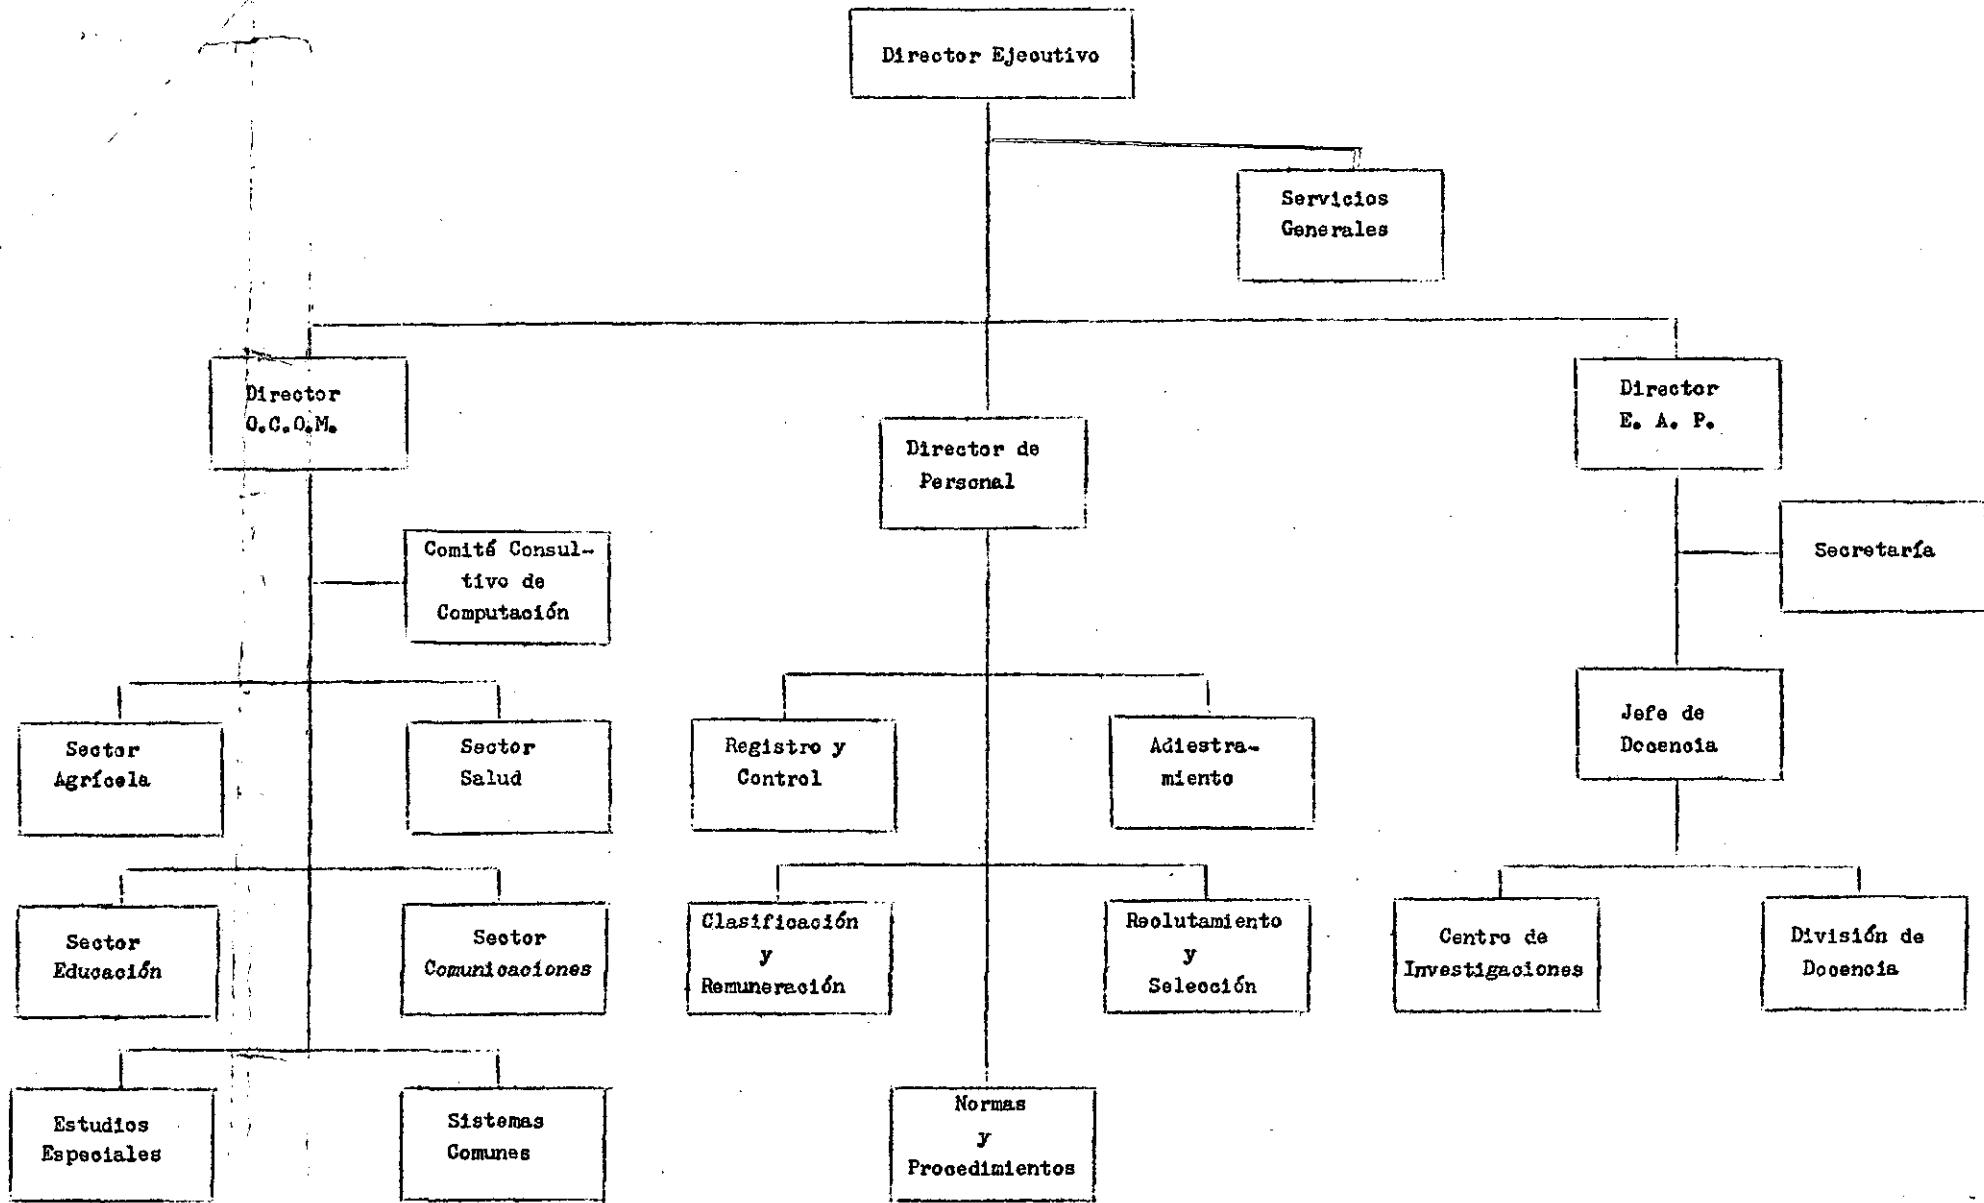 Director Ejecutivo
Servicios
Generales
Director
O.C.O.M.
Director de
Personal
Director
E. A. P.
Secretaría
Comité Consul-
tivo de
Computación
Jefe de
Docencia
Sector
Agrícola
Sector
Salud
Registro y
Control
Adiestra-
miento
Sector
Educación
Sector
Comunicaciones
Clasificación
y
Remuneración
Reclutamiento
y
Selección
Centro de
Investigaciones
División de
Docencia
Estudios
Especiales
Sistemas
Comunes
Normas
y
Procedimientos